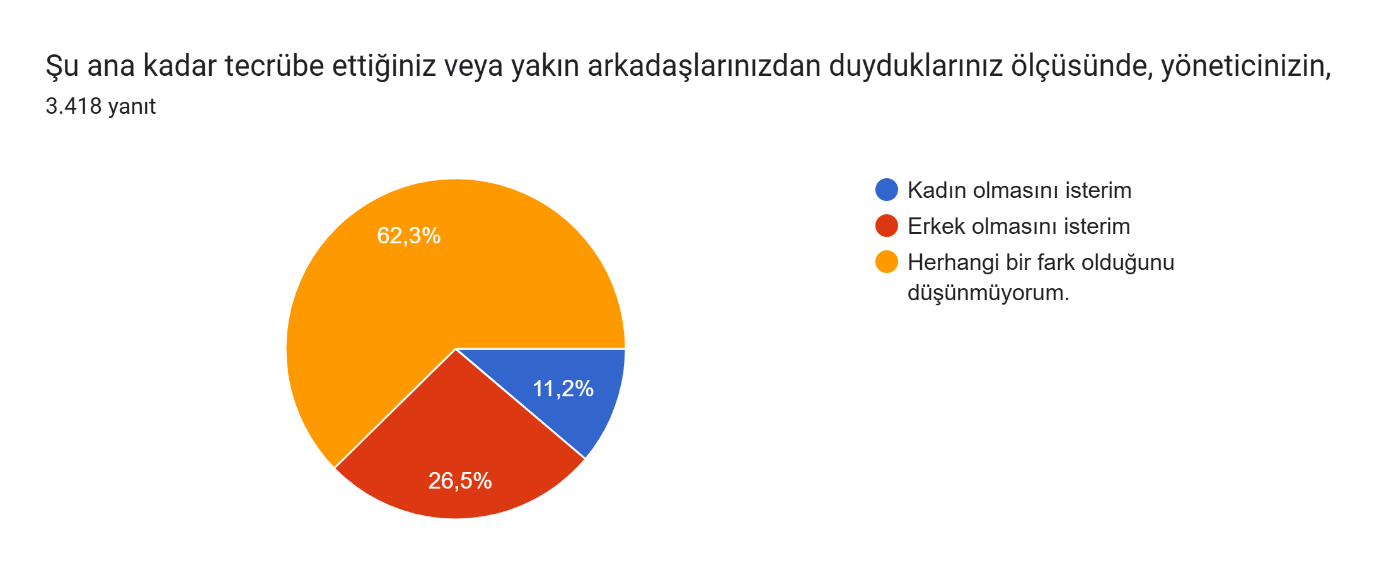 Şu ana kadar tecrübe ettiğiniz veya yakın arkadaşlarınızdan duyduklarınız ölçüsünde, yöneticinizin,
3.418 yanıt
Kadın olmasını isterim
Erkek olmasını isterim
Herhangi bir fark olduğunu
düşünmüyorum.
62,3%
11,2%
26,5%